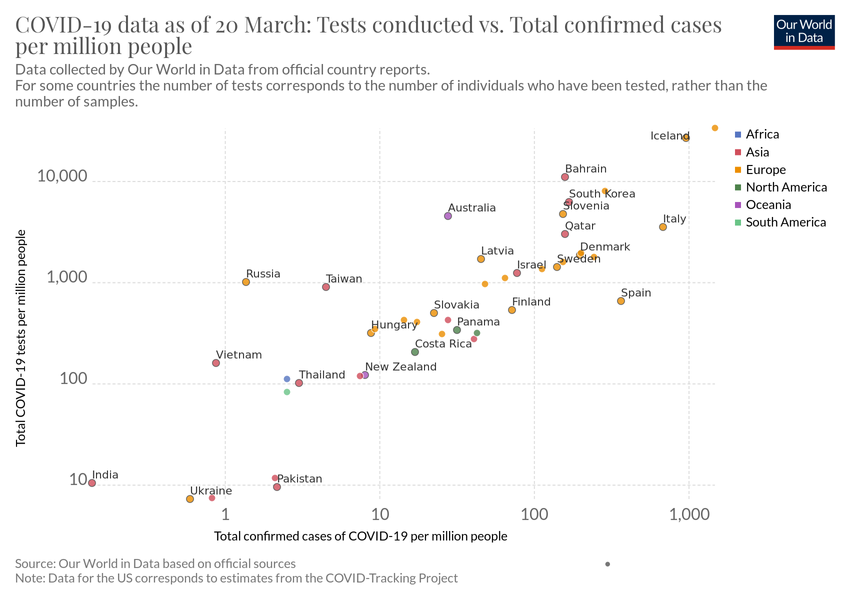 COVID-19 data as of 20 March: Tests conducted vs. Total confirmed cases
per million people
Our World
in Data
Data collected by Our World in Data from official country reports.
For some countries the number of tests corresponds to the number of individuals who have been tested, rather than the
number of samples.
Africa
Asia
Europe
North America
Oceania
South America
Total COVID-19 tests per million people
10,000
1,000
100
10
Iceland
Bahrain
South Korea
Slovenia
Australia
Italy
Qatar
Denmark
Latvia
Sweden
Israel
Russia
Taiwan
Spain
Slovakia
Finland
Hungary
Panama
Costa Rica
Vietnam
New Zealand
Thailand
India
Pakistan
Ukraine
1
10
100
1,000
Total confirmed cases of COVID-19 per million people
Source: Our World in Data based on official sources
Note: Data for the US corresponds to estimates from the COVID-Tracking Project